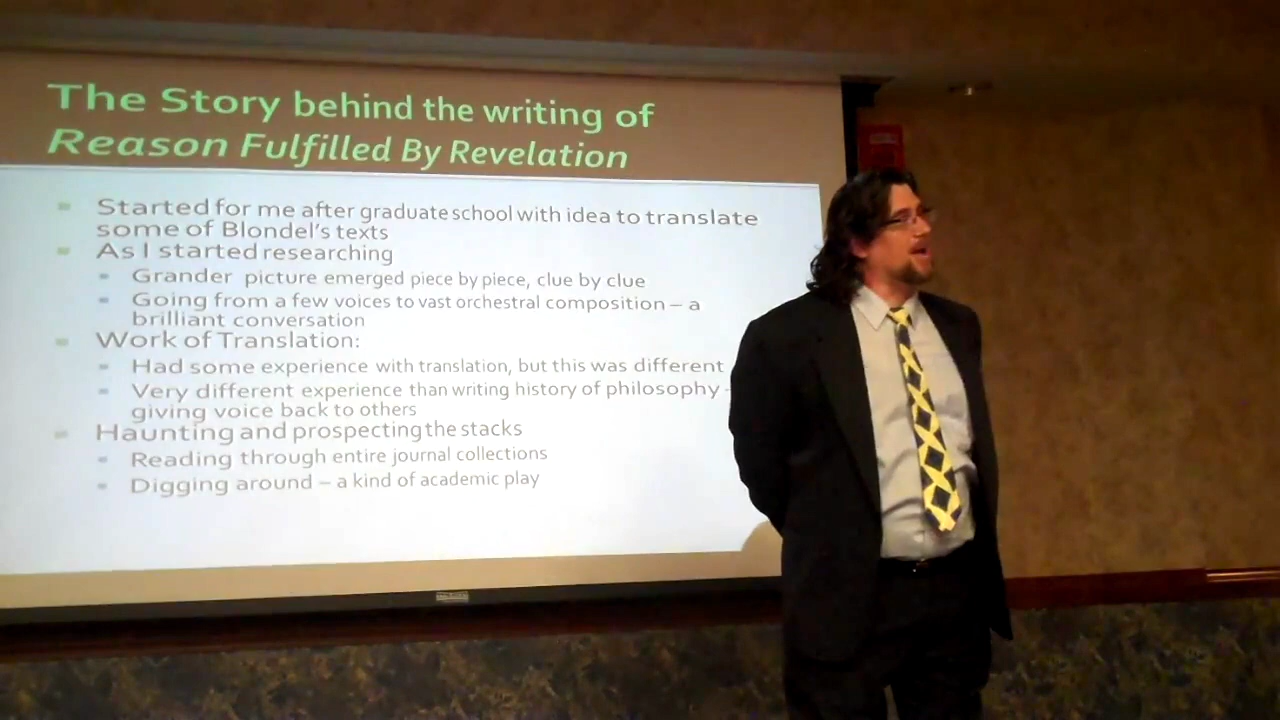 The Story behind the writing of
Reason Fulfilled By Revelation
Started for me after graduate school with idea to translate
some of Blondel's texts
As I started researching
Grander picture emerged piece by piece, clue by clue
Going from a few voices to vast orchestral composition – a
brilliant conversation
Work of Translation:
Had some experience with translation, but this was different
Very different experience than writing history of philosophy -
giving voice back to others
Haunting and prospecting the stacks
Reading through entire journal collections
Digging around – a kind of academic play